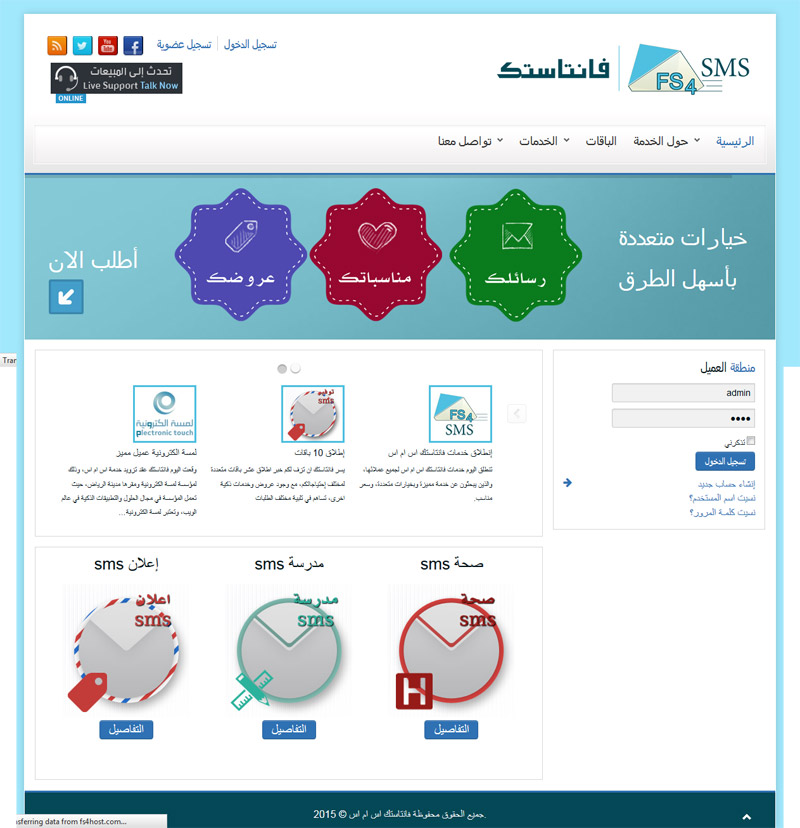 تسجيل الدخول
تسجيل عضوية
تحدث إلى المبيعات
Live Support Talk Now
ONLINE
You Tube
فانتاستك
SMS
FS4
الرئيسية
حول الخدمة
الباقات
الخدمات
تواصل معنا
خيارات متعددة
بأسهل الطرق
رسائلك
مناسباتك
عروضك
أطلب الان
منطقة العميل
admin
تذكرني
تسجيل الدخول
إنشاء حساب جديد
نسيت اسم المستخدم؟
نسيت كلمة المرور؟
FS4
SMS
إنطلاق خدمات فانتاستك اس ام اس
تنطلق اليوم خدمات فانتاستك اس ام اس لجميع عملائها،
والذين يبحثون عن خدمة مميزة وبخيارات متعددة، وسعر
مناسب.
sms
إطلاق 10 باقات
يسر فانتاستك ان تزف لكم خبر اطلاق عشر باقات متعددة
لمختلف إحتياجاتكم، مع وجود عروض وخدمات ذكية
اخرى، تساهم في تلبية مختلف الطلبات
لمسة الكترونية
electronic touch
لمسة الكترونية عميل مميز
وقعت اليوم فانتاستك عقد تزويد خدمة اس ام اس، وذلك
لمؤسسة لمسة الكترونية ومقرها مدينة الرياض، حيث
تعمل المؤسسة في مجال الحلول والتطبيقات الذكية في عالم
الويب، وتعتبر لمسة الكترونية...
صحة sms
صحة
sms
H
التفاصيل
مدرسة sms
مدرسة
sms
التفاصيل
إعلان sms
اعلان
sms
التفاصيل
جميع الحقوق محفوظة فانتاستك اس ام اس © 2015.
Tran
nsferring data from fs4host.com...